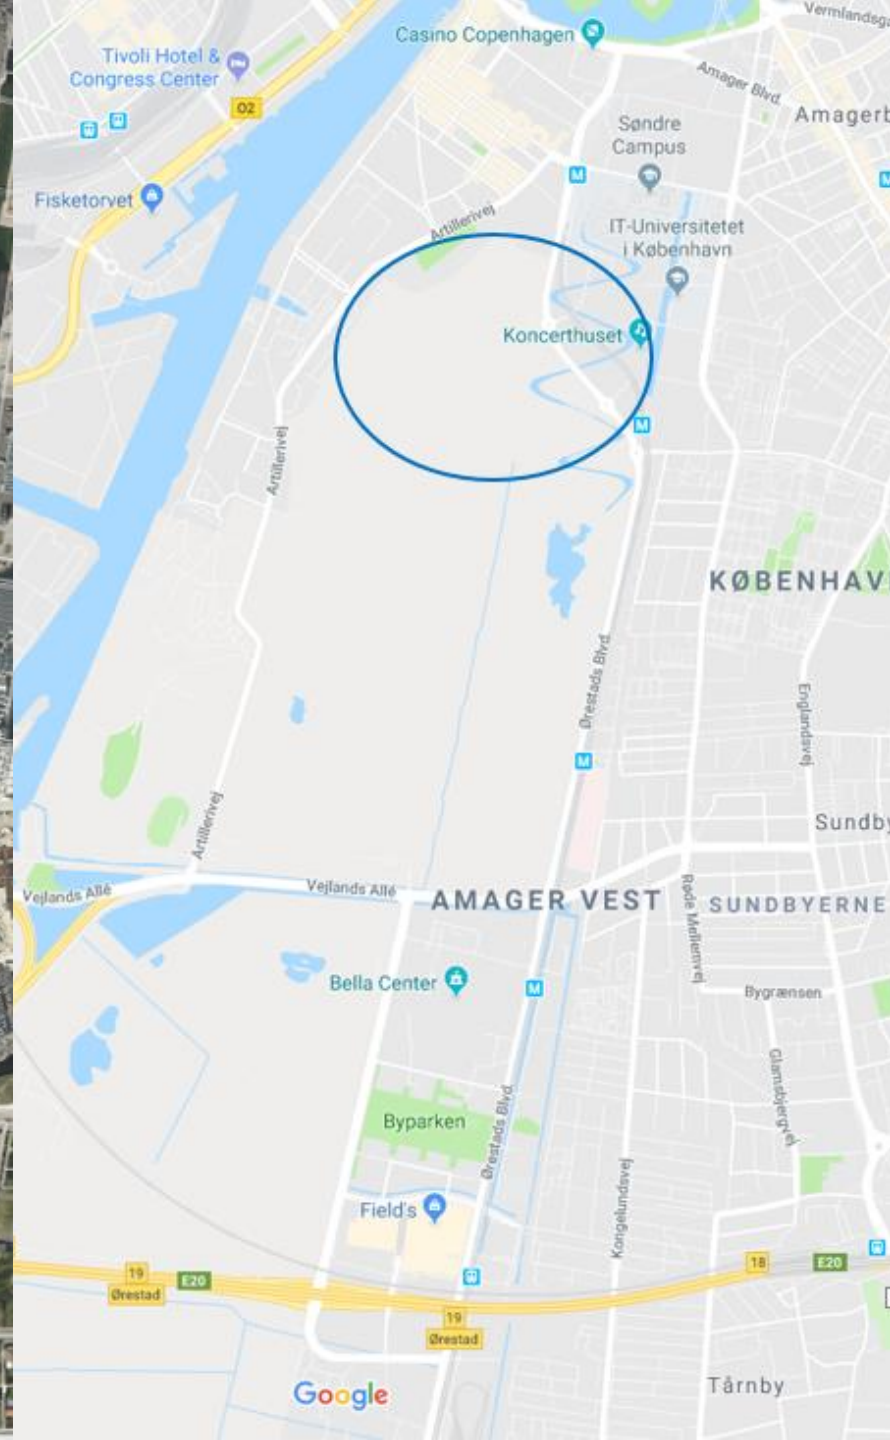 Vermlandsga
Casino Copenhagen
Tivoli Hotel &
Congress Center
Amager Blvd.
02
Amagerb
Søndre
Campus
M
M
Fisketorvet
Artillerivej
IT-Universitetet
i København
Koncerthuset
M
Artillerivej
KØBENHAV
Ørestads Blvd.
Englandsvej
M
Artillerivej
Sundby
Vejlands Allé
Vejlands Allé
AMAGER VEST
Røde Mellemvej
SUNDBYERNE
Bella Center
M
Bygrænsen
Glamsbjergvej
Byparken
Ørestads Blvd.
Kongelundsvej
Field's
19
Ørestad
E20
18
E20
19
Ørestad
Tårnby
Google